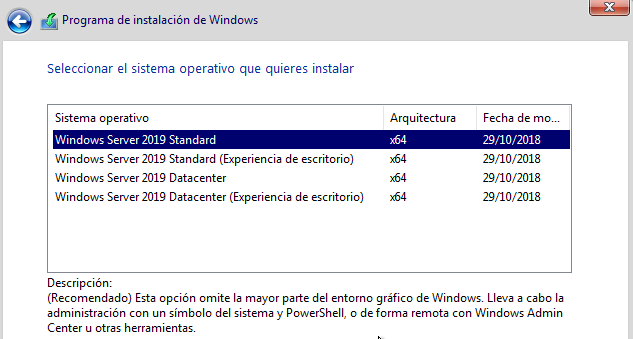 Programa de instalación de Windows
Seleccionar el sistema operativo que quieres instalar
Sistema operativo Arquitectura Fecha de mo...
Windows Server 2019 Standard x64 29/10/2018
Windows Server 2019 Standard (Experiencia de escritorio) x64 29/10/2018
Windows Server 2019 Datacenter x64 29/10/2018
Windows Server 2019 Datacenter (Experiencia de escritorio) x64 29/10/2018
Descripción:
(Recomendado) Esta opción omite la mayor parte del entorno gráfico de Windows. Lleva a cabo la
administración con un símbolo del sistema y PowerShell, o de forma remota con Windows Admin
Center u otras herramientas.